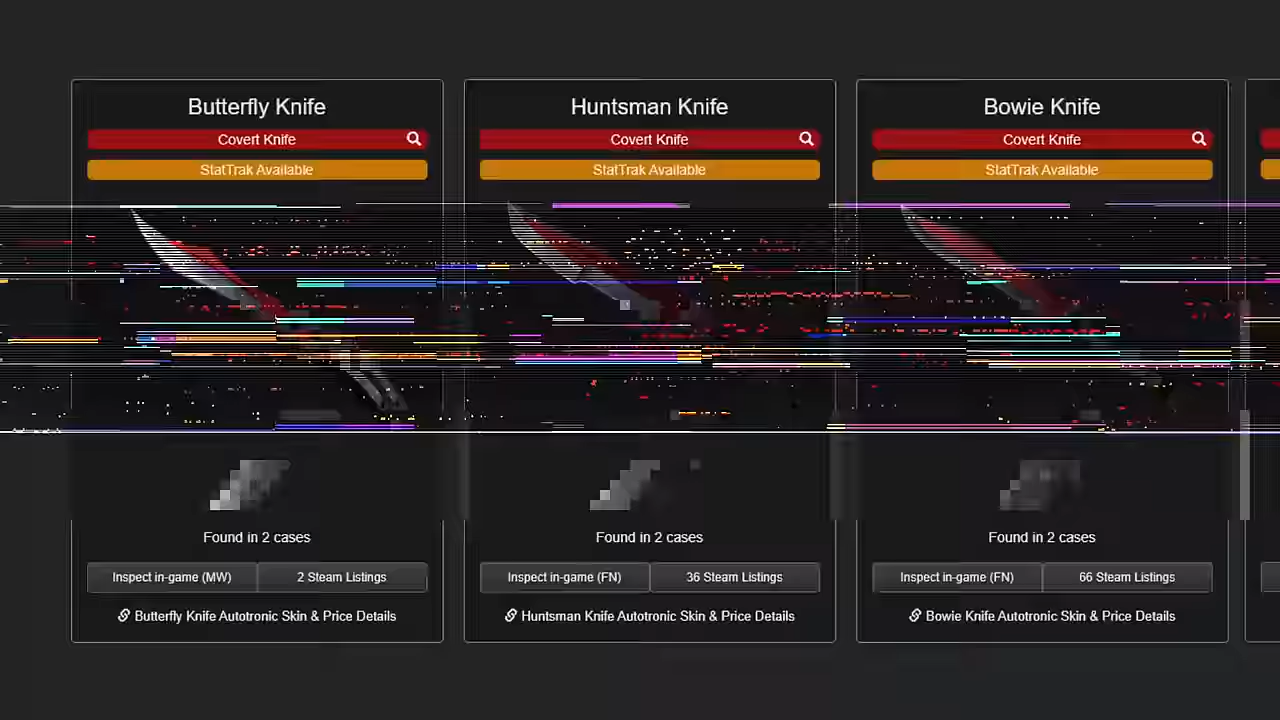 Butterfly Knife
Covert Knife
StatTrak Available
Found in 2 cases
Inspect in-game (MW)
2 Steam Listings
Butterfly Knife Autotronic Skin & Price Details
Huntsman Knife
Covert Knife
StatTrak Available
Found in 2 cases
Inspect in-game (FN)
36 Steam Listings
Huntsman Knife Autotronic Skin & Price Details
Bowie Knife
Covert Knife
StatTrak Available
Found in 2 cases
Inspect in-game (FN)
66 Steam Listings
Bowie Knife Autotronic Skin & Price Details